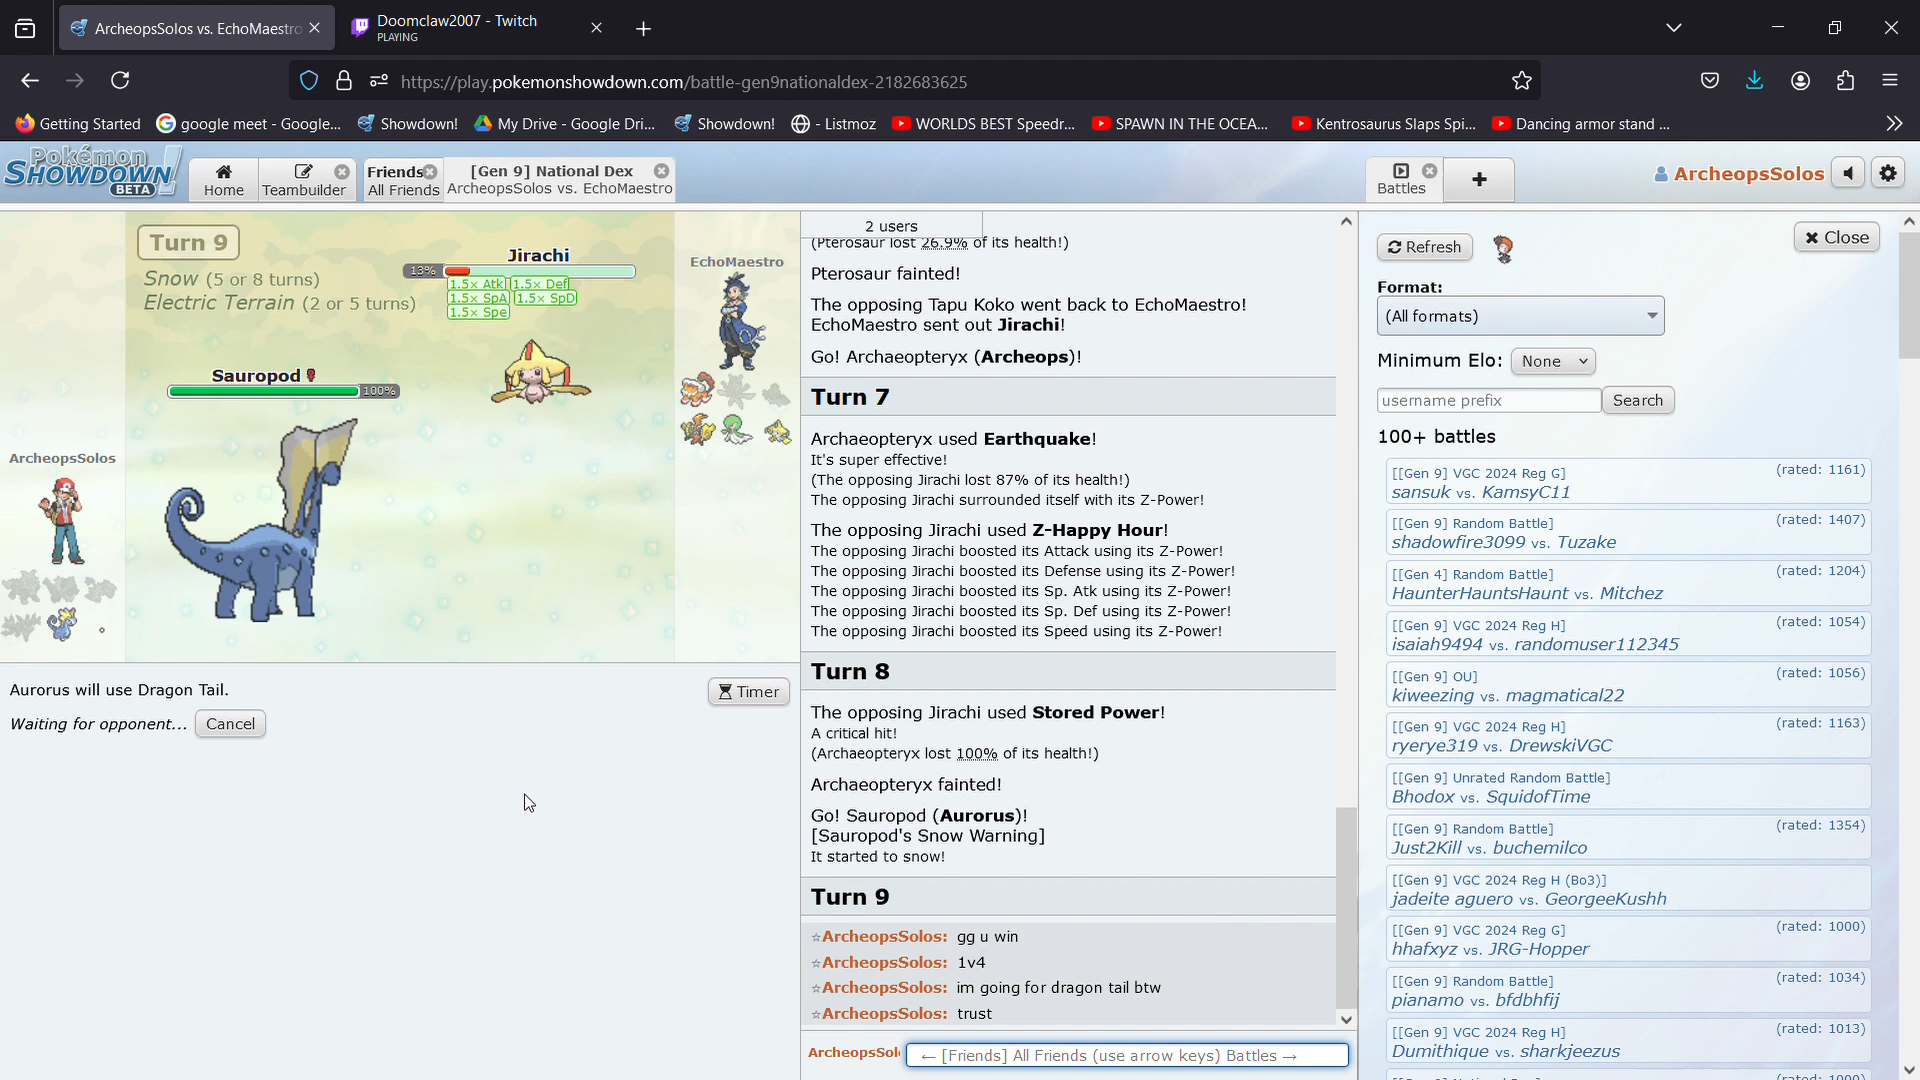 ArcheopsSolos vs. EchoMaestro
Doomclaw2007 - Twitch
PLAYING
https://play.pokemonshowdown.com/battle-gen9nationaldex-2182683625
Getting Started
google meet - Google...
Showdown!
My Drive - Google Dri...
Showdown!
- Listmoz
WORLDS BEST Speedr...
SPAWN IN THE OCEA...
Kentrosaurus Slaps Spi...
Dancing armor stand ...
Pokémon
SHOWDOWN!
BETA
Home
Teambuilder
Friends
All Friends
[Gen 9] National Dex
ArcheopsSolos vs. EchoMaestro
Battles
ArcheopsSolos
Turn 9
Snow (5 or 8 turns)
Electric Terrain (2 or 5 turns)
Jirachi
13%
1.5× Atk 1.5× Def
1.5× SpA 1.5× SpD
1.5× Spe
EchoMaestro
Sauropod
100%
ArcheopsSolos
Aurorus will use Dragon Tail.
Timer
Waiting for opponent...
Cancel
2 users
(Pterosaur lost 26.9% of its health!)
Pterosaur fainted!
The opposing Tapu Koko went back to EchoMaestro!
EchoMaestro sent out Jirachi!
Go! Archaeopteryx (Archeops)!
Turn 7
Archaeopteryx used Earthquake!
It's super effective!
(The opposing Jirachi lost 87% of its health!)
The opposing Jirachi surrounded itself with its Z-Power!
The opposing Jirachi used Z-Happy Hour!
The opposing Jirachi boosted its Attack using its Z-Power!
The opposing Jirachi boosted its Defense using its Z-Power!
The opposing Jirachi boosted its Sp. Atk using its Z-Power!
The opposing Jirachi boosted its Sp. Def using its Z-Power!
The opposing Jirachi boosted its Speed using its Z-Power!
Turn 8
The opposing Jirachi used Stored Power!
A critical hit!
(Archaeopteryx lost 100% of its health!)
Archaeopteryx fainted!
Go! Sauropod (Aurorus)!
[Sauropod's Snow Warning]
It started to snow!
Turn 9
☆ArcheopsSolos: gg u win
☆ArcheopsSolos: 1v4
☆ArcheopsSolos: im going for dragon tail btw
☆ArcheopsSolos: trust
ArcheopsSol
← [Friends] All Friends (use arrow keys) Battles →
Refresh
Close
Format:
(All formats)
Minimum Elo:
None
username prefix
Search
100+ battles
[[Gen 9] VGC 2024 Reg G] (rated: 1161)
sansuk vs. KamsyC11
[[Gen 9] Random Battle] (rated: 1407)
shadowfire3099 vs. Tuzake
[[Gen 4] Random Battle] (rated: 1204)
HaunterHauntsHaunt vs. Mitchez
[[Gen 9] VGC 2024 Reg H] (rated: 1054)
isaiah9494 vs. randomuser112345
[[Gen 9] OU] (rated: 1056)
kiweezing vs. magmatical22
[[Gen 9] VGC 2024 Reg H] (rated: 1163)
ryerye319 vs. DrewskiVGC
[[Gen 9] Unrated Random Battle]
Bhodox vs. SquidofTime
[[Gen 9] Random Battle] (rated: 1354)
Just2Kill vs. buchemilco
[[Gen 9] VGC 2024 Reg H (Bo3)]
jadeite aguero vs. GeorgeeKushh
[[Gen 9] VGC 2024 Reg G] (rated: 1000)
hhafxyz vs. JRG-Hopper
[[Gen 9] Random Battle] (rated: 1034)
pianamo vs. bfdbhfij
[[Gen 9] VGC 2024 Reg H] (rated: 1013)
Dumithique vs. sharkjeezus